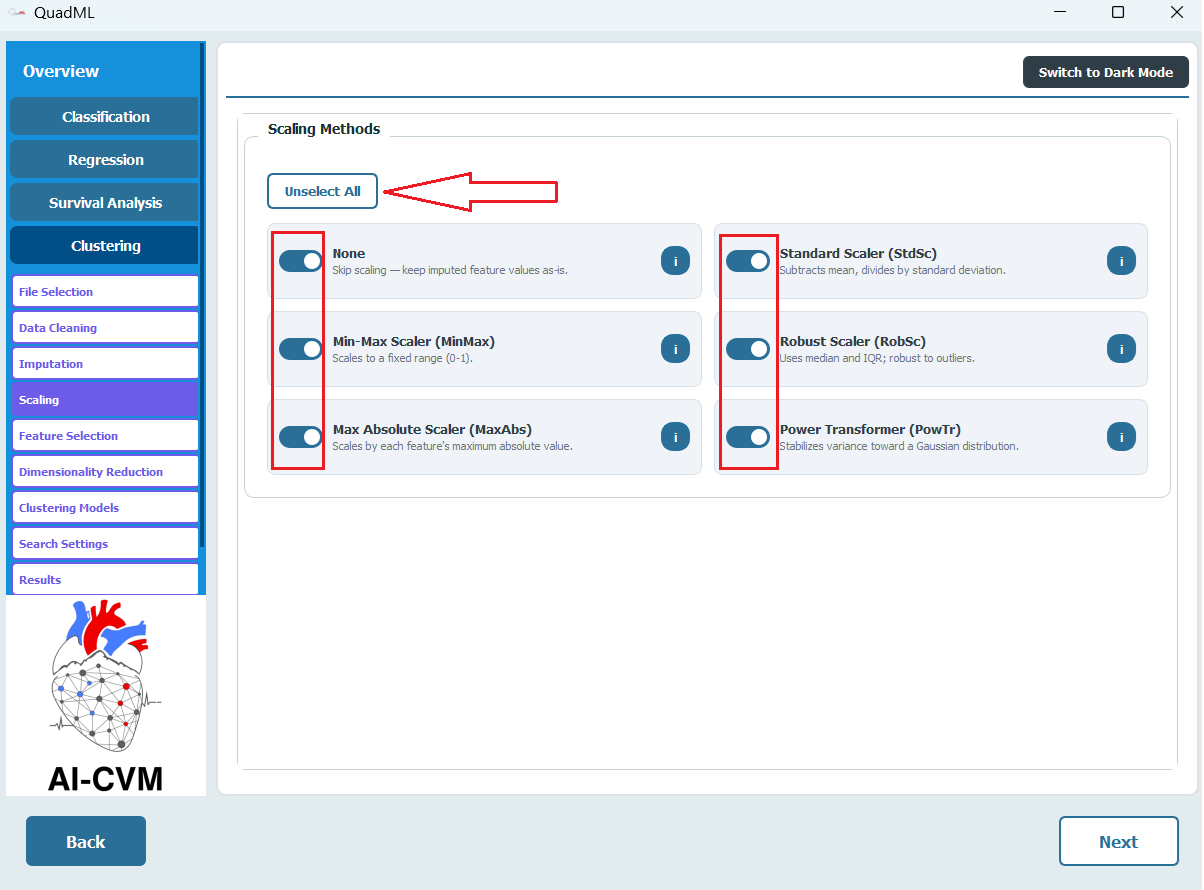 QuadML
Overview
Classification
Regression
Survival Analysis
Clustering
File Selection
Data Cleaning
Imputation
Scaling
Feature Selection
Dimensionality Reduction
Clustering Models
Search Settings
Results
AI-CVM
Switch to Dark Mode
Scaling Methods
Unselect All
None
Skip scaling — keep imputed feature values as-is.
i
Standard Scaler (StdSc)
Subtracts mean, divides by standard deviation.
i
Min-Max Scaler (MinMax)
Scales to a fixed range (0-1).
i
Robust Scaler (RobSc)
Uses median and IQR; robust to outliers.
i
Max Absolute Scaler (MaxAbs)
Scales by each feature's maximum absolute value.
i
Power Transformer (PowTr)
Stabilizes variance toward a Gaussian distribution.
i
Back
Next